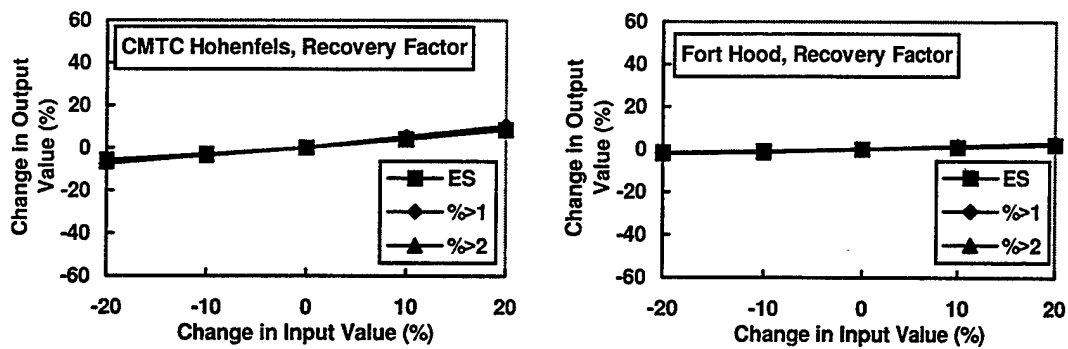 CMTC Hohenfels, Recovery Factor
Change in Output
Value (%)
60
40
20
0
-20
-40
-60
ES
%>1
%>2
-20 -10 0 10 20
Change in Input Value (%)
Fort Hood, Recovery Factor
Change in Output
Value (%)
60
40
20
0
-20
-40
-60
ES
%>1
%>2
-20 -10 0 10 20
Change in Input Value (%)